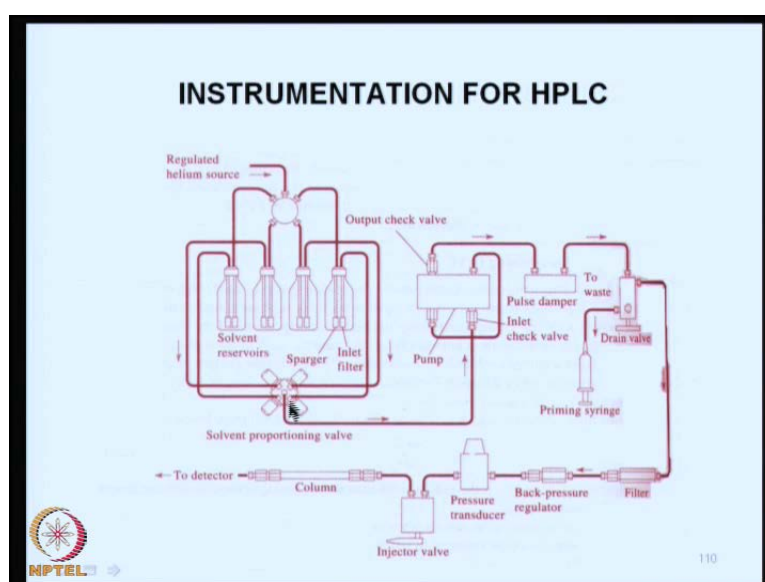 INSTRUMENTATION FOR HPLC
Regulated
helium source
Output check valve
To
waste
Pulse damper
Inlet
check valve
Drain valve
Solvent
reservoirs
Sparger
Inlet
filter
Pump
Priming syringe
Solvent proportioning valve
To detector
Column
Pressure
transducer
Back-pressure
regulator
Filter
Injector valve
NPTEL
110